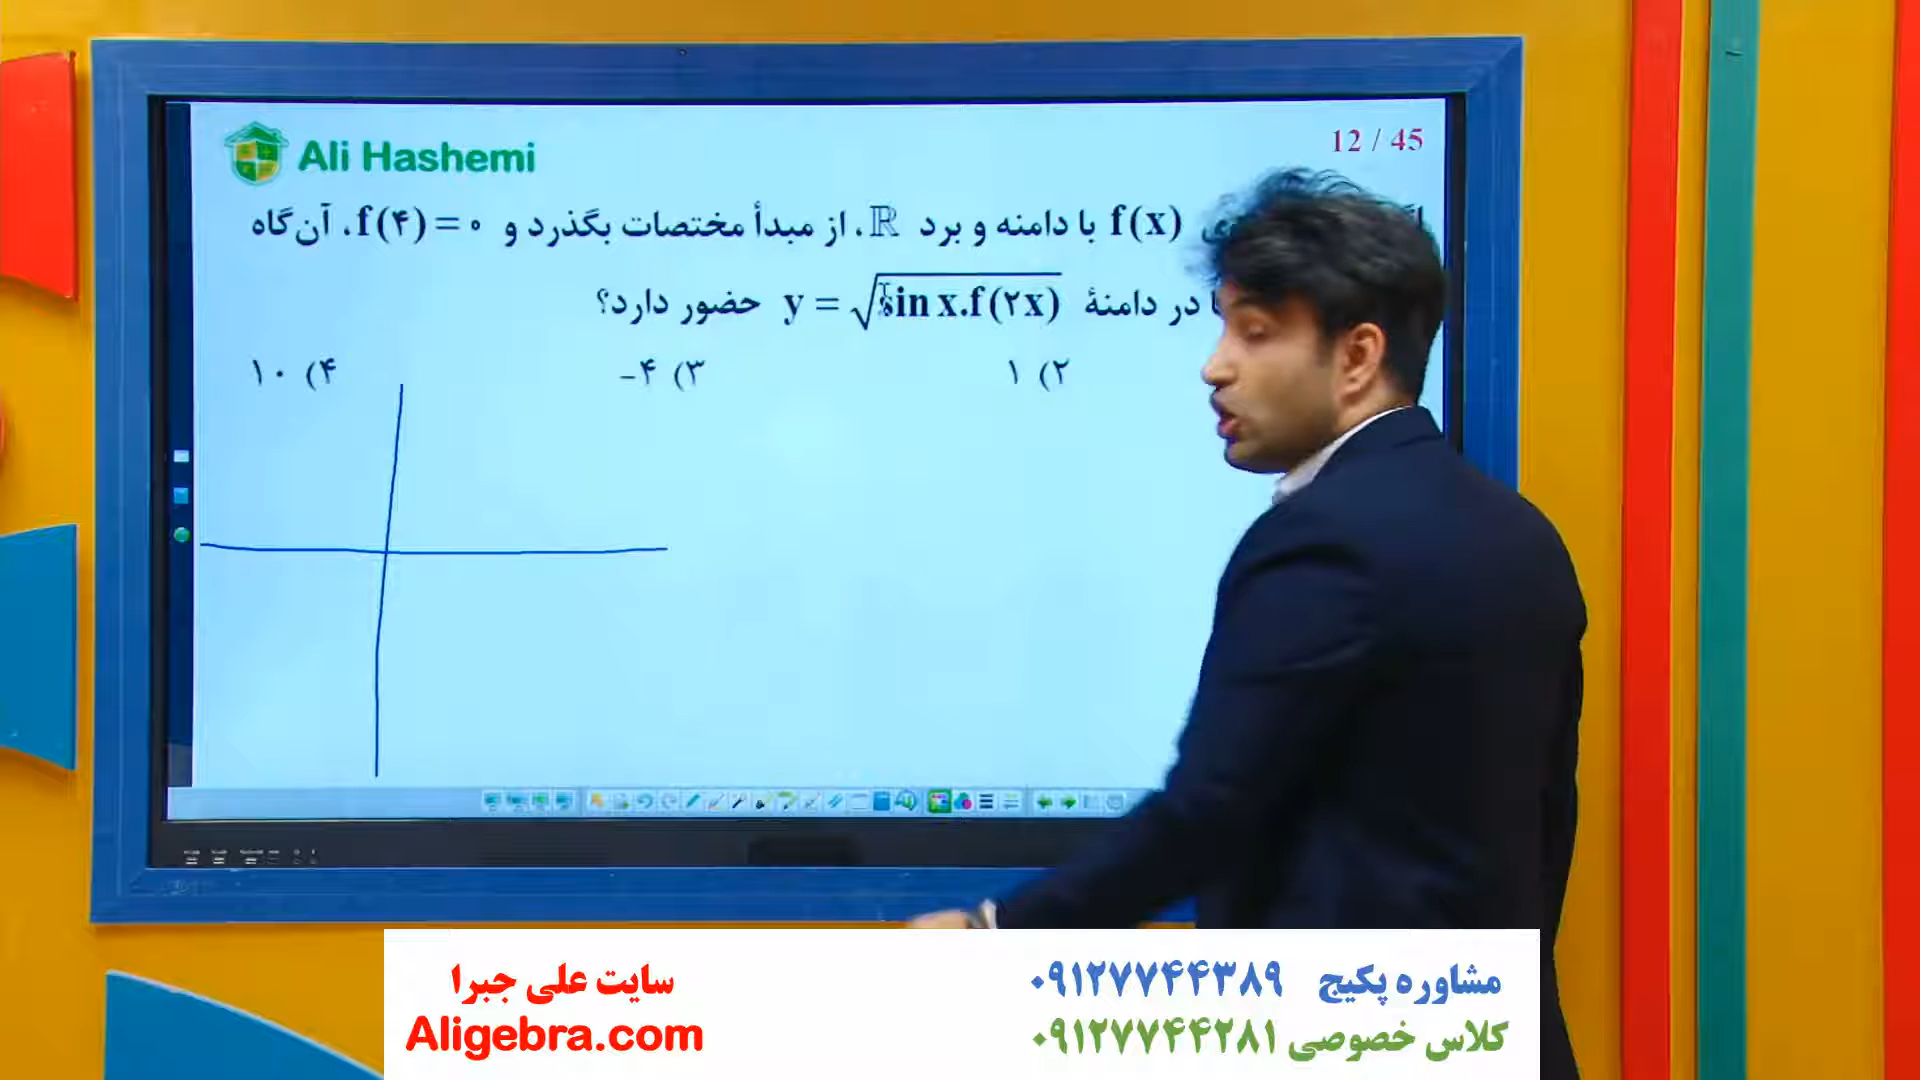 Ali Hashemi
12 / 45
f(x) با دامنه و برد ℝ، از مبدأ مختصات بگذرد و f(۴) = ۰، آن‌گاه
در دامنهٔ y = √sin x.f(۲x) حضور دارد؟
۲) ۱
۳) ۴-
۴) ۱۰
مشاوره پکیج ۰۹۱۲۷۷۴۴۳۸۹
کلاس خصوصی ۰۹۱۲۷۷۴۴۲۸۱
سایت علی جبرا
Aligebra.com